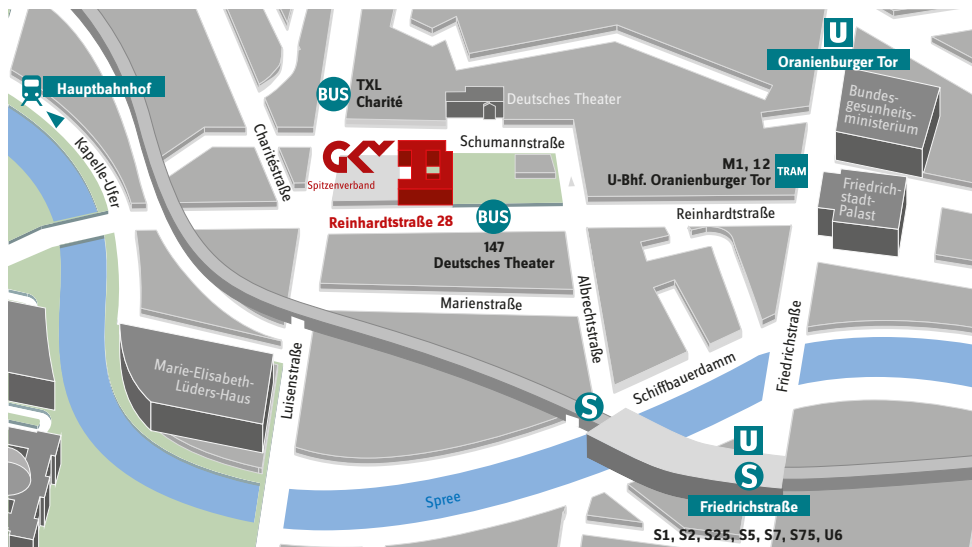 U
Oranienburger Tor
Hauptbahnhof
BUS
TXL
Charité
Deutsches Theater
Bundes-
gesunheits-
ministerium
Kapelle-Ufer
Charitéstraße
Schumannstraße
GKV
Spitzenverband
M1, 12
U-Bhf. Oranienburger Tor
TRAM
Friedrich-
stadt-
Palast
Reinhardtstraße 28
BUS
Reinhardtstraße
147
Deutsches Theater
Marienstraße
Albrechtstraße
Friedrichstraße
Luisenstraße
Marie-Elisabeth-
Lüders-Haus
Schiffbauerdamm
S
U
S
Spree
Friedrichstraße
S1, S2, S25, S5, S7, S75, U6